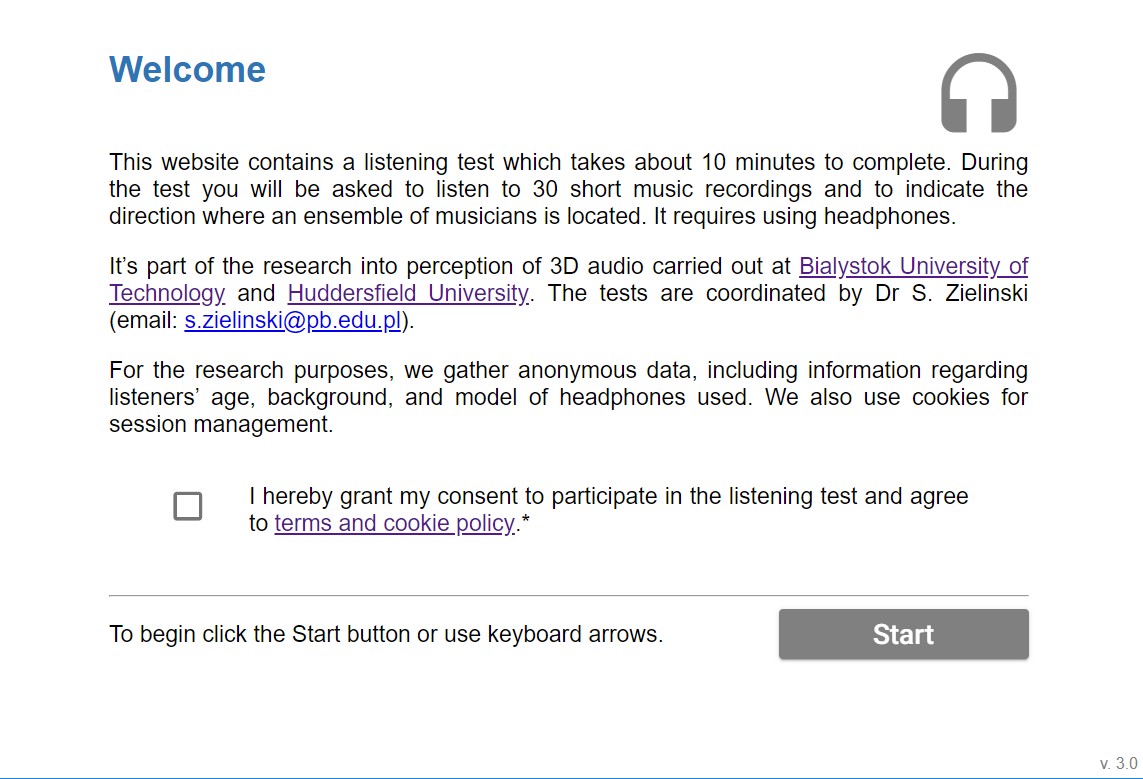 Welcome
This website contains a listening test which takes about 10 minutes to complete. During
the test you will be asked to listen to 30 short music recordings and to indicate the
direction where an ensemble of musicians is located. It requires using headphones.
It’s part of the research into perception of 3D audio carried out at Bialystok University of
Technology and Huddersfield University. The tests are coordinated by Dr S. Zielinski
(email: s.zielinski@pb.edu.pl).
For the research purposes, we gather anonymous data, including information regarding
listeners’ age, background, and model of headphones used. We also use cookies for
session management.
I hereby grant my consent to participate in the listening test and agree
to terms and cookie policy.*
To begin click the Start button or use keyboard arrows.
Start
v. 3.0